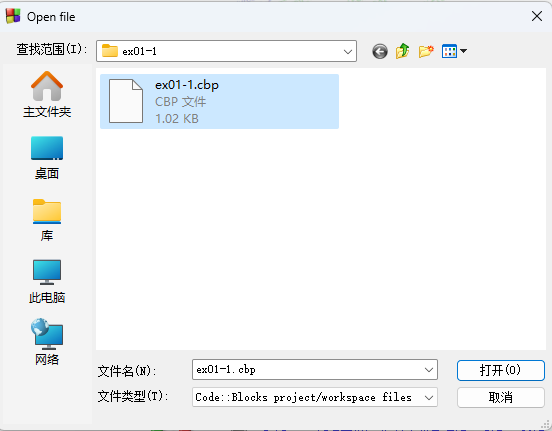 Open file
查找范围(I):
ex01-1
ex01-1.cbp
CBP 文件
1.02 KB
主文件夹
桌面
库
此电脑
网络
文件名(N):
ex01-1.cbp
打开(O)
文件类型(T):
Code::Blocks project/workspace files
取消